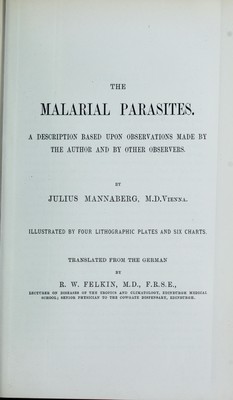 THE
MALARIAL PARASITES.
A DESCRIPTION BASED UPON OBSERVATIONS MADE BY
THE AUTHOR AND BY OTHER OBSERVERS.
BY
JULIUS MANNABERG, M.D.VIENNA.
ILLUSTRATED BY FOUR LITHOGRAPHIC PLATES AND SIX CHARTS.
TRANSLATED FROM THE GERMAN
BY
R. W. FELKIN, M.D., F.R.S.E.,
LECTURER ON DISEASES OF THE TROPICS AND CLIMATOLOGY, EDINBURGH MEDICAL
SCHOOL; SENIOR PHYSICIAN TO THE COWGATE DISPENSARY, EDINBURGH.